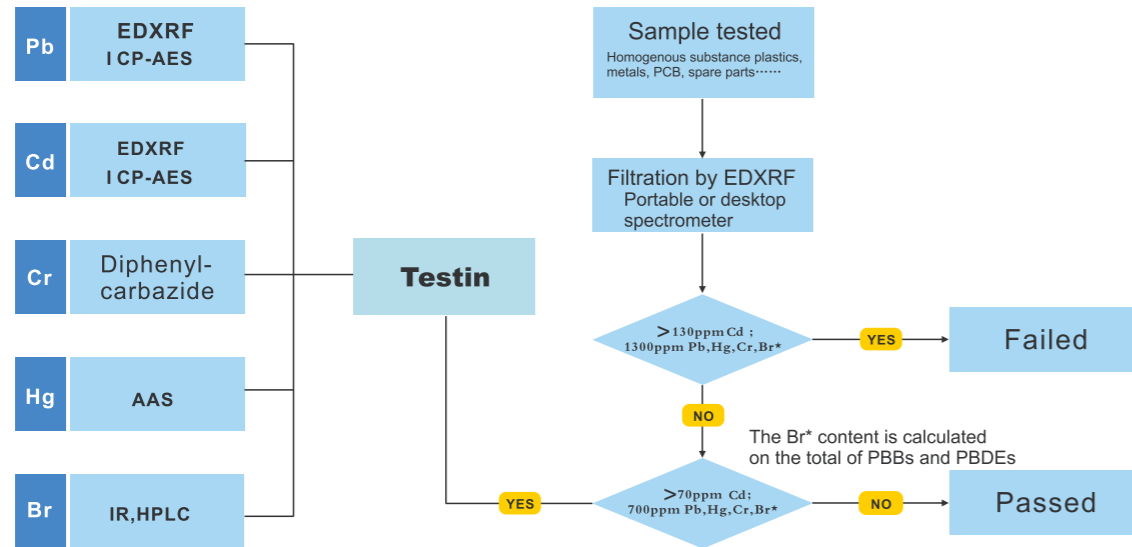 Pb
EDXRF
ICP-AES
Cd
EDXRF
ICP-AES
Cr
Diphenyl-
carbazide
Hg
AAS
Br
IR,HPLC
Testin
Sample tested
Homogenous substance plastics,
metals, PCB, spare parts······
Filtration by EDXRF
Portable or desktop
spectrometer
>130ppm Cd ;
1300ppm Pb,Hg,Cr,Br*
YES
Failed
NO
The Br* content is calculated
on the total of PBBs and PBDEs
>70ppm Cd;
700ppm Pb,Hg,Cr,Br*
YES
NO
Passed